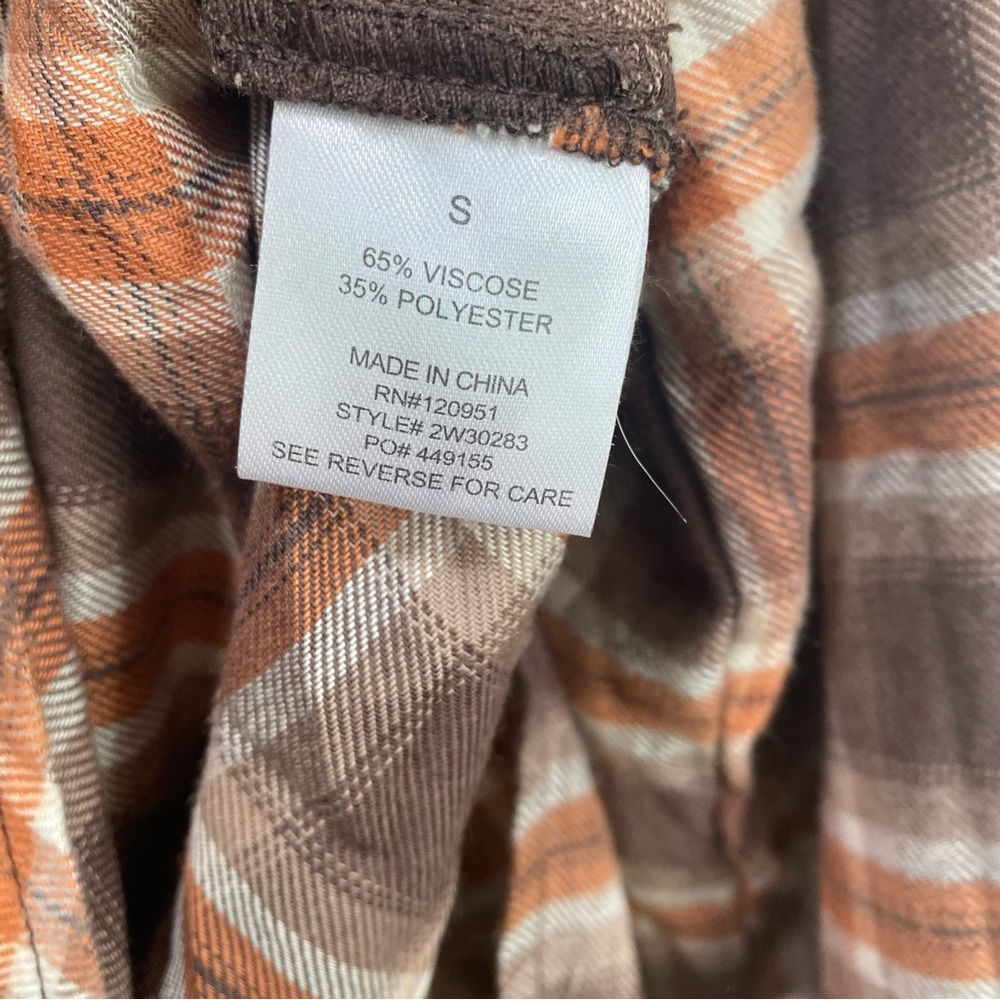 S
65% VISCOSE
35% POLYESTER
MADE IN CHINA
RN#120951
STYLE# 2W30283
PO# 449155
SEE REVERSE FOR CARE